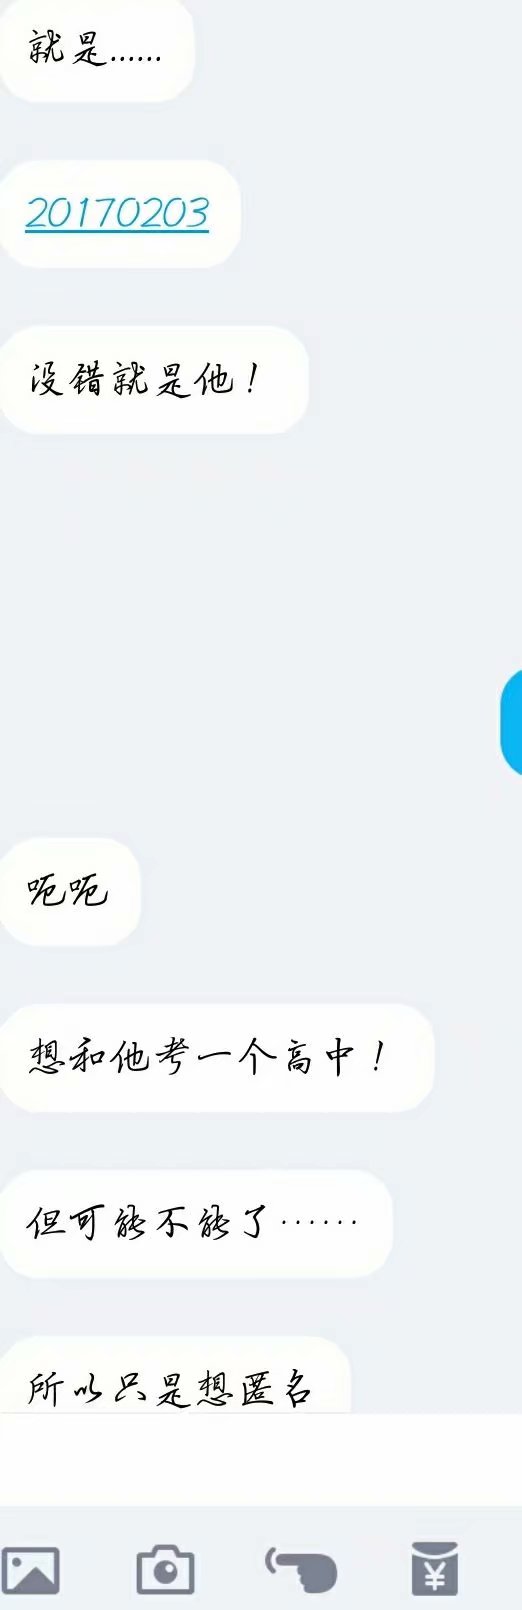 就是......
20170203
没错就是他！
呃呃
想和他考一个高中！
但可能不能了……
所以只是想匿名
¥